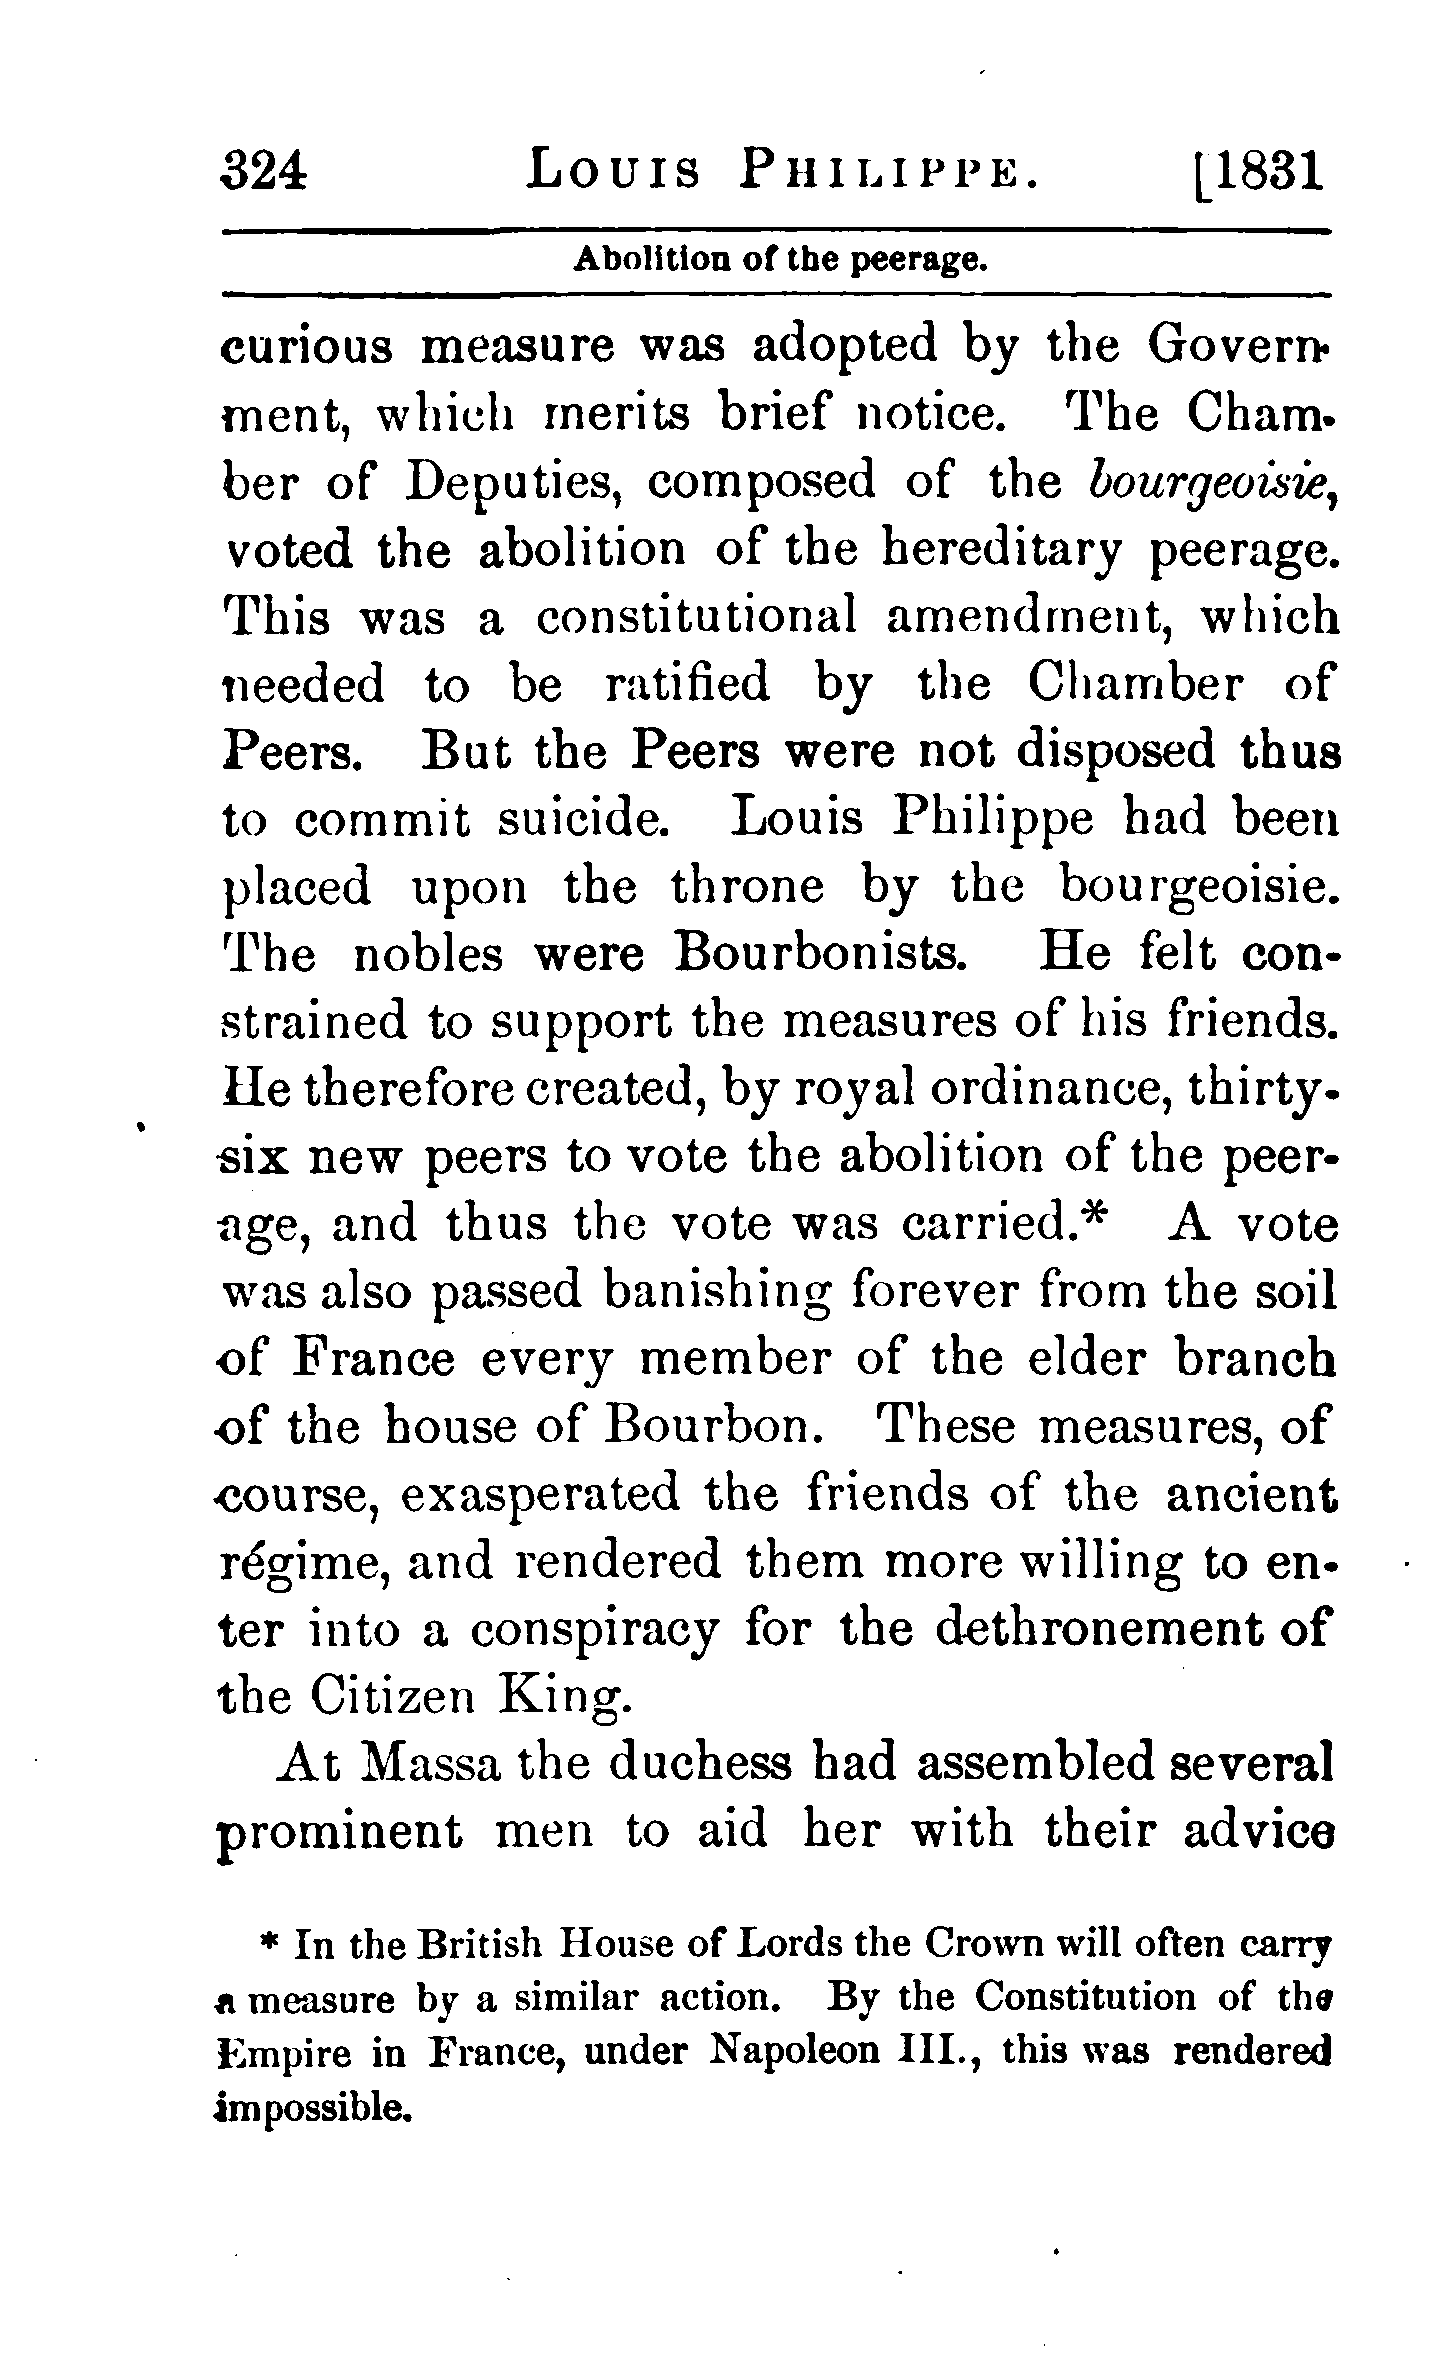 324 LOUIS PHILIPPE. [1831
Abolition of the peerage.
curious measure was adopted by the Govern-
ment, which merits brief notice. The Cham-
ber of Deputies, composed of the bourgeoisie,
voted the abolition of the hereditary peerage.
This was a constitutional amendment, which
needed to be ratified by the Chamber of
Peers. But the Peers were not disposed thus
to commit suicide. Louis Philippe had been
placed upon the throne by the bourgeoisie.
The nobles were Bourbonists. He felt con-
strained to support the measures of his friends.
He therefore created, by royal ordinance, thirty-
six new peers to vote the abolition of the peer-
age, and thus the vote was carried.* A vote
was also passed banishing forever from the soil
of France every member of the elder branch
of the house of Bourbon. These measures, of
course, exasperated the friends of the ancient
régime, and rendered them more willing to en-
ter into a conspiracy for the dethronement of
the Citizen King.
At Massa the duchess had assembled several
prominent men to aid her with their advice
* In the British House of Lords the Crown will often carry
a measure by a similar action. By the Constitution of the
Empire in France, under Napoleon III., this was rendered
impossible.